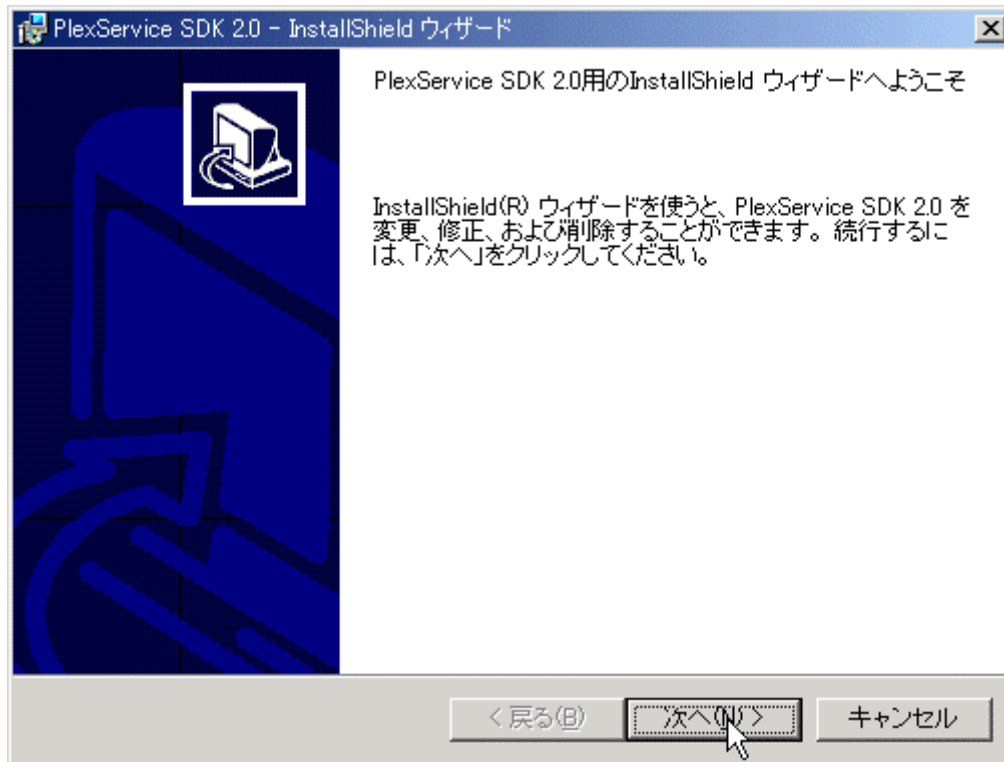 PlexService SDK 2.0 - InstallShield ウィザード
PlexService SDK 2.0用のInstallShield ウィザードへようこそ
InstallShield(R) ウィザードを使うと、PlexService SDK 2.0 を
変更、修正、および削除することができます。続行するに
は、「次へ」をクリックしてください。
< 戻る(B)
次へ(N) >
キャンセル